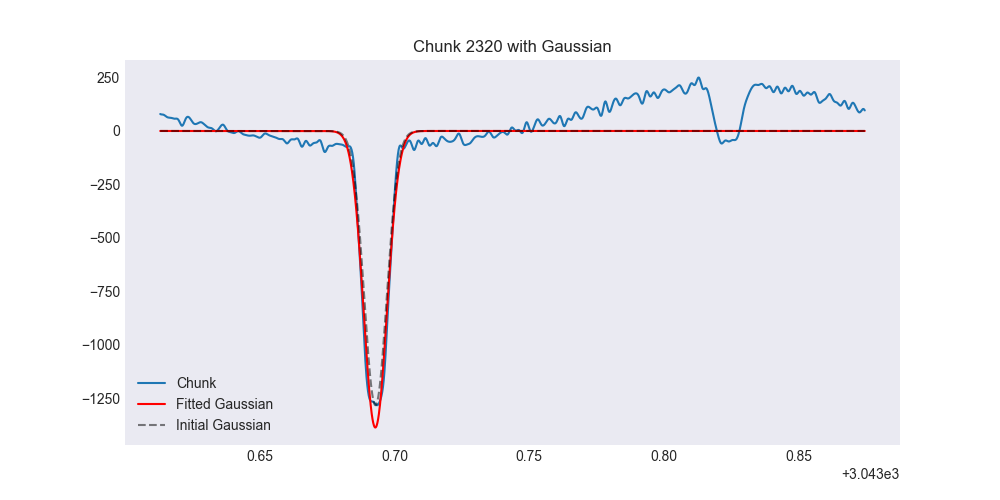 Chunk 2320 with Gaussian
250
0
−250
−500
−750
−1000
−1250
Chunk
Fitted Gaussian
Initial Gaussian
0.65 0.70 0.75 0.80 0.85
+3.043e3